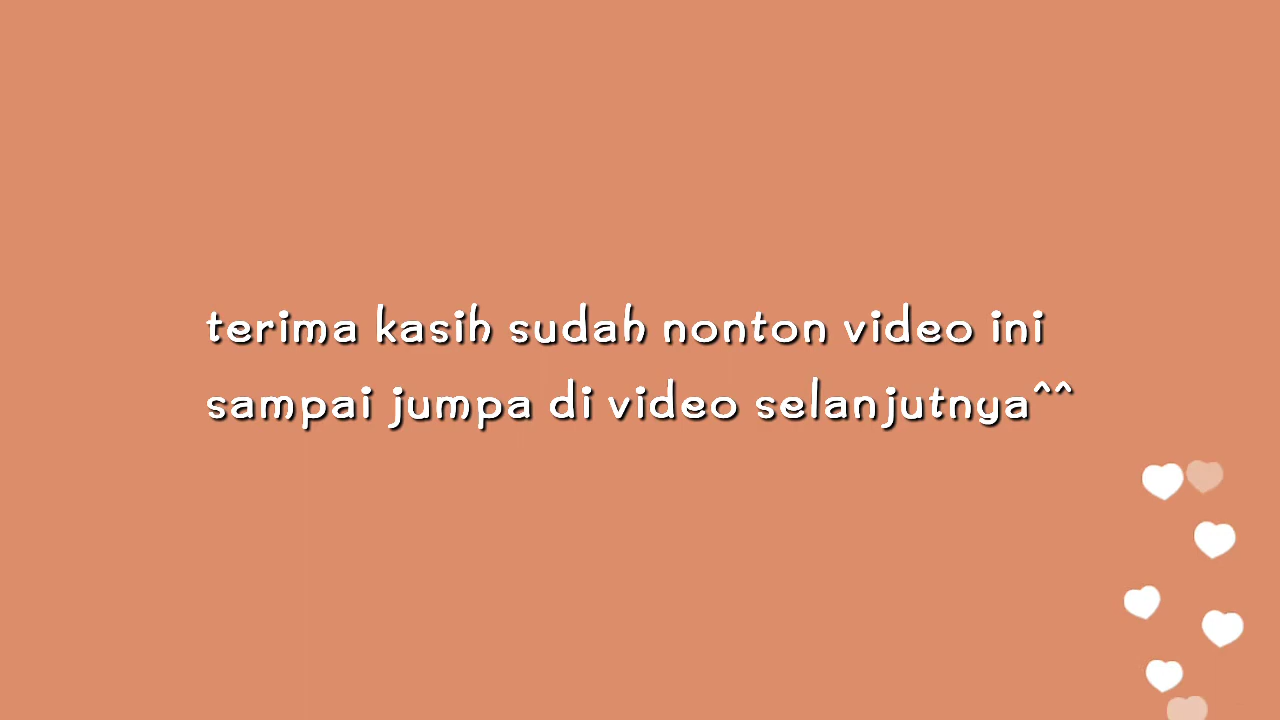 terima kasih sudah nonton video ini
sampai jumpa di video selanjutnya^^